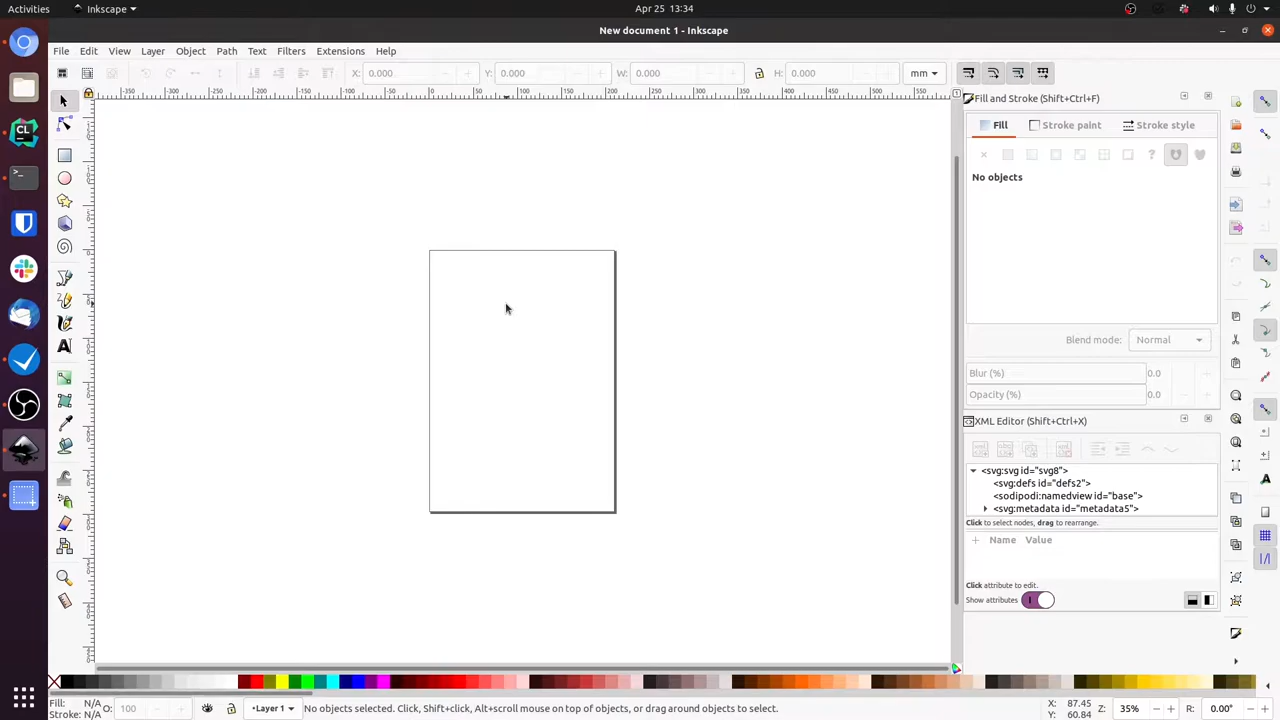 Activities
Inkscape
Apr 25 13:34
New document 1 - Inkscape
File Edit View Layer Object Path Text Filters Extensions Help
X: 0.000 Y: 0.000 W: 0.000 H: 0.000 mm
Fill and Stroke (Shift+Ctrl+F)
Fill Stroke paint Stroke style
No objects
Blend mode: Normal
Blur (%) 0.0
Opacity (%) 0.0
XML Editor (Shift+Ctrl+X)
<svg:svg id="svg8">
<svg:defs id="defs2">
<sodipodi:namedview id="base">
<svg:metadata id="metadata5">
Click to select nodes, drag to rearrange.
Name Value
Click attribute to edit.
Show attributes
Fill: N/A
Stroke: N/A
O: 100
Layer 1
No objects selected. Click, Shift+click, Alt+scroll mouse on top of objects, or drag around objects to select.
X: 87.45
Y: 60.84
Z: 35%
R: 0.00°